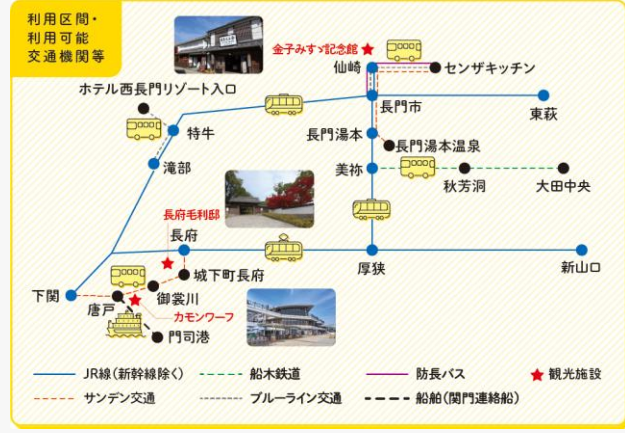 利用区間・
利用可能
交通機関等
金子みすゞ記念館
仙崎
センザキッチン
ホテル西長門リゾート入口
長門市
東萩
特牛
長門湯本
長門湯本温泉
滝部
美祢
秋芳洞
大田中央
長府毛利邸
長府
厚狭
新山口
城下町長府
下関
御裳川
唐戸
カモンワーフ
門司港
JR線(新幹線除く)
船木鉄道
防長バス
観光施設
サンデン交通
ブルーライン交通
船舶(関門連絡船)